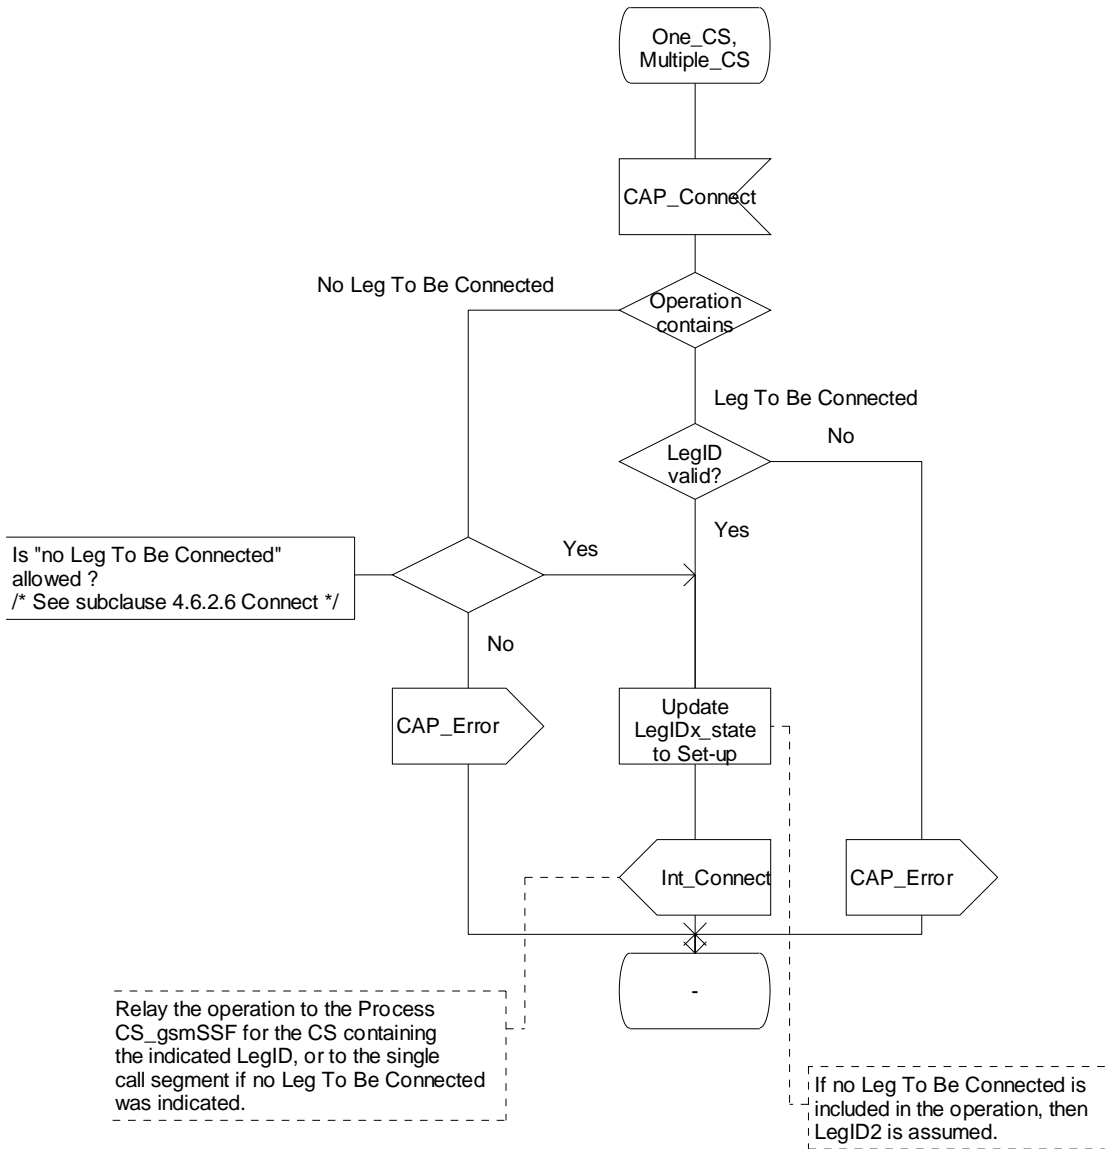 One_CS,
Multiple_CS
CAP_Connect
No Leg To Be Connected
Operation
contains
Leg To Be Connected
No
LegID
valid?
Yes
Is "no Leg To Be Connected"
allowed ?
/* See subclause 4.6.2.6 Connect */
Yes
No
CAP_Error
Update
LegIDx_state
to Set-up
Int_Connect
CAP_Error
-
Relay the operation to the Process
CS_gsmSSF for the CS containing
the indicated LegID, or to the single
call segment if no Leg To Be Connected
was indicated.
If no Leg To Be Connected is
included in the operation, then
LegID2 is assumed.